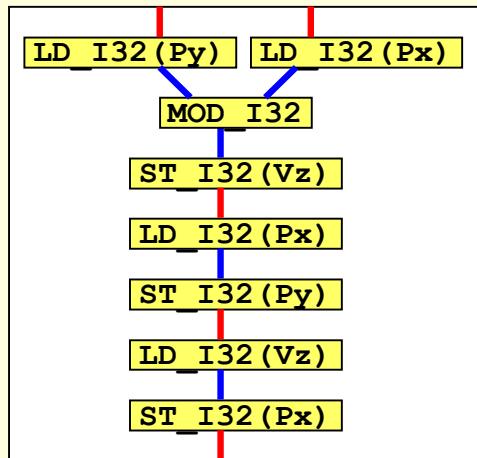 LD_I32(Py) LD_I32(Px)
MOD_I32
ST_I32(Vz)
LD_I32(Px)
ST_I32(Py)
LD_I32(Vz)
ST_I32(Px)